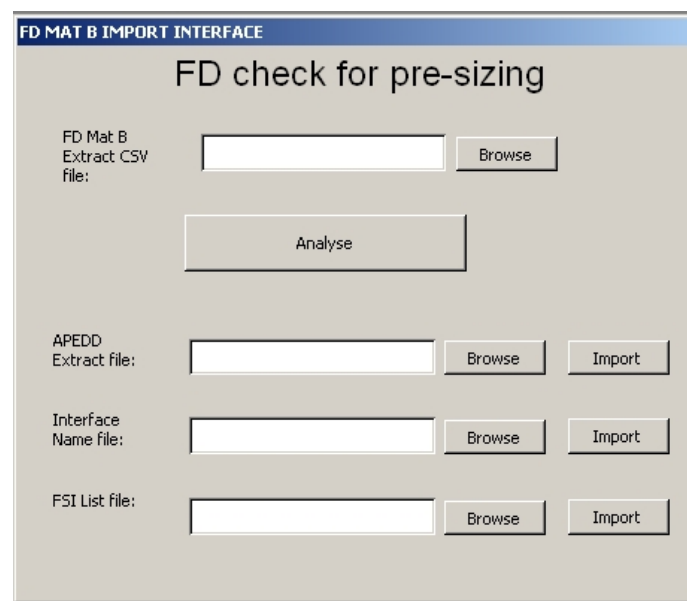 FD MAT B IMPORT INTERFACE
FD check for pre-sizing
FD Mat B
Extract CSV
file:
Browse
Analyse
APEDD
Extract file:
Browse
Import
Interface
Name file:
Browse
Import
FSI List file:
Browse
Import